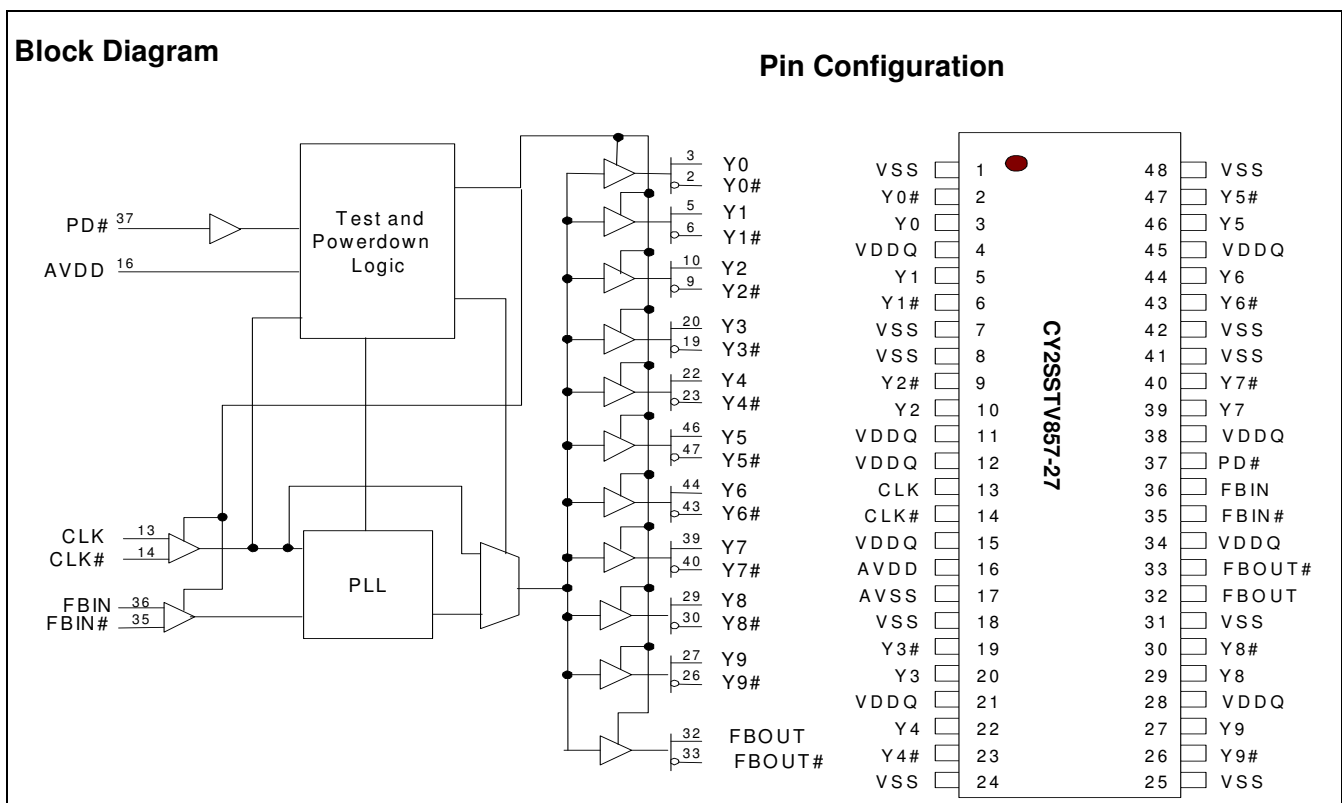 Block Diagram
Pin Configuration
PD# 37
AVDD 16
Test and
Powerdown
Logic
CLK 13
CLK# 14
FBIN 36
FBIN# 35
PLL
3 Y0
2 Y0#
5 Y1
6 Y1#
10 Y2
9 Y2#
20 Y3
19 Y3#
22 Y4
23 Y4#
46 Y5
47 Y5#
44 Y6
43 Y6#
39 Y7
40 Y7#
29 Y8
30 Y8#
27 Y9
26 Y9#
32 FBOUT
33 FBOUT#
CY2SSTV857-27
VSS 1 48 VSS
Y0# 2 47 Y5#
Y0 3 46 Y5
VDDQ 4 45 VDDQ
Y1 5 44 Y6
Y1# 6 43 Y6#
VSS 7 42 VSS
VSS 8 41 VSS
Y2# 9 40 Y7#
Y2 10 39 Y7
VDDQ 11 38 VDDQ
VDDQ 12 37 PD#
CLK 13 36 FBIN
CLK# 14 35 FBIN#
VDDQ 15 34 VDDQ
AVDD 16 33 FBOUT#
AVSS 17 32 FBOUT
VSS 18 31 VSS
Y3# 19 30 Y8#
Y3 20 29 Y8
VDDQ 21 28 VDDQ
Y4 22 27 Y9
Y4# 23 26 Y9#
VSS 24 25 VSS